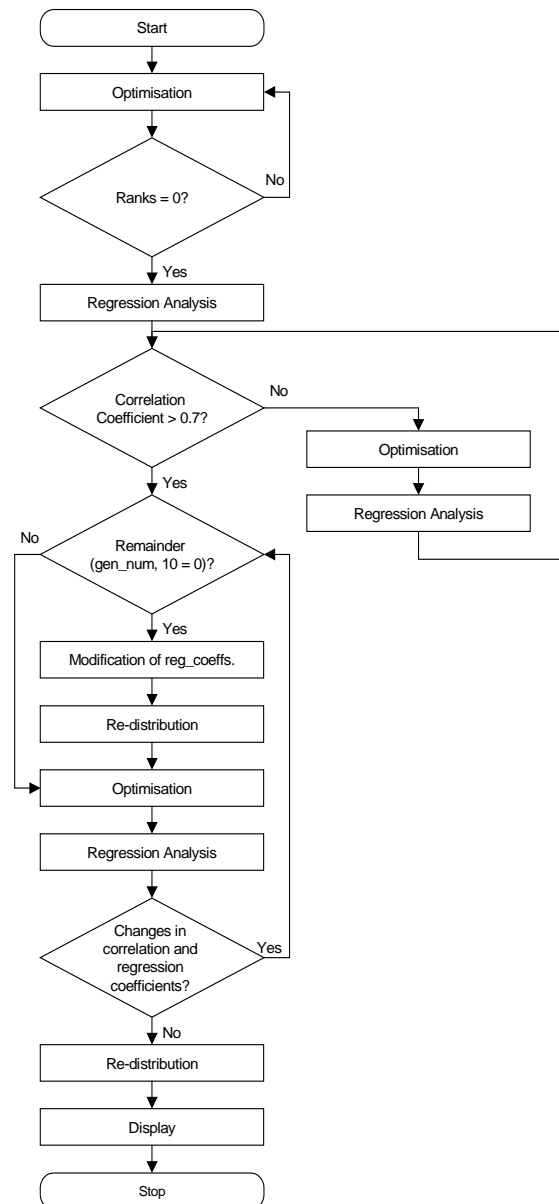 Start
Optimisation
No
Ranks = 0?
Yes
Regression Analysis
No
Correlation
Coefficient > 0.7?
Optimisation
Yes
Regression Analysis
No
Remainder
(gen_num, 10 = 0)?
Yes
Modification of reg_coeffs.
Re-distribution
Optimisation
Regression Analysis
Changes in
correlation and
regression
coefficients?
Yes
No
Re-distribution
Display
Stop